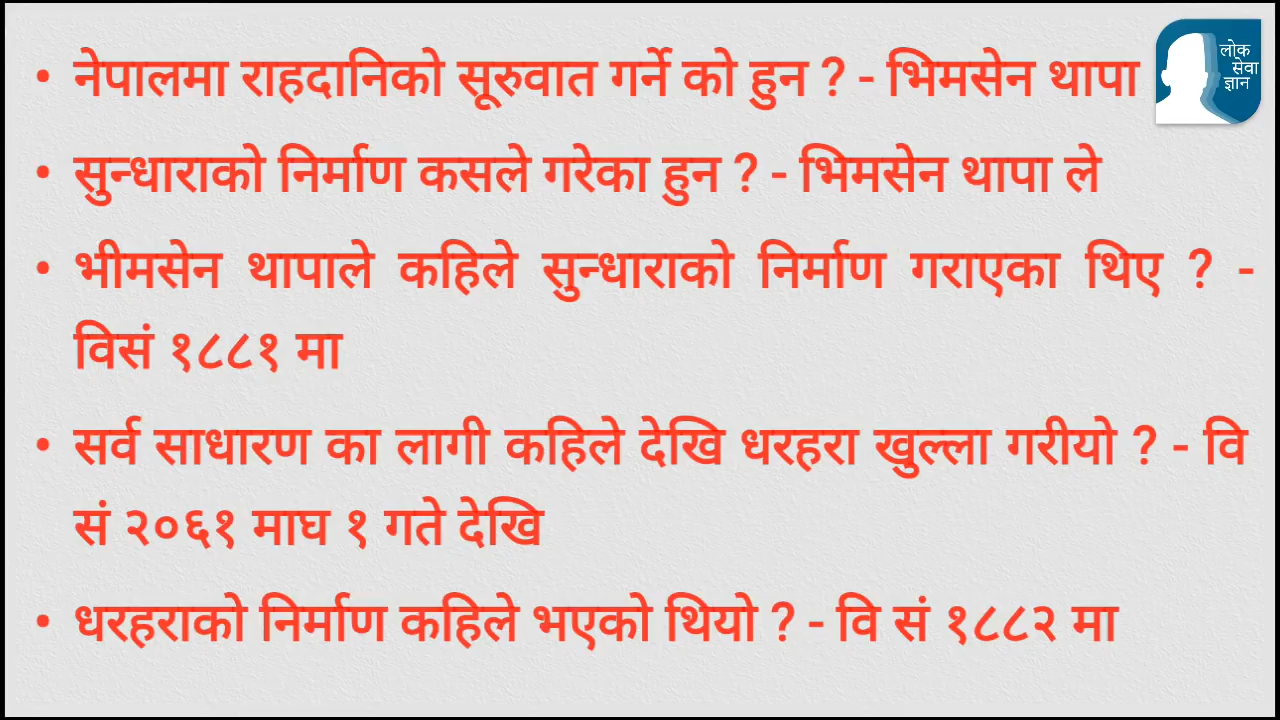 • नेपालमा राहदानिको सूरुवात गर्ने को हुन ? - भिमसेन थापा
लोक
सेवा
ज्ञान
• सुन्धाराको निर्माण कसले गरेका हुन ? - भिमसेन थापा ले
• भीमसेन थापाले कहिले सुन्धाराको निर्माण गराएका थिए ? -
विसं १८८१ मा
• सर्व साधारण का लागी कहिले देखि धरहरा खुल्ला गरीयो ? - वि
सं २०६१ माघ १ गते देखि
• धरहराको निर्माण कहिले भएको थियो ? - वि सं १८८२ मा